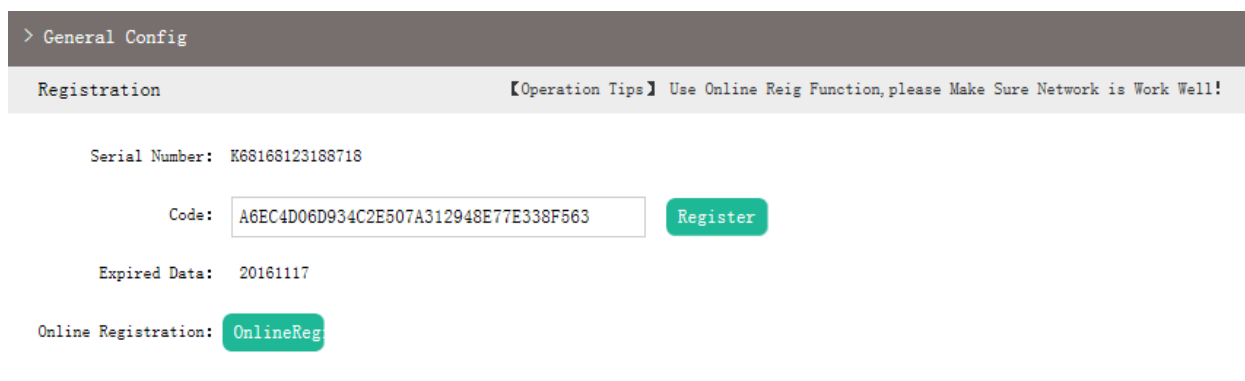 > General Config
Registration 【Operation Tips】 Use Online Reig Function,please Make Sure Network is Work Well!
Serial Number: K68168123188718
Code: A6EC4D06D934C2E507A312948E77E338F563 Register
Expired Data: 20161117
Online Registration: OnlineReg